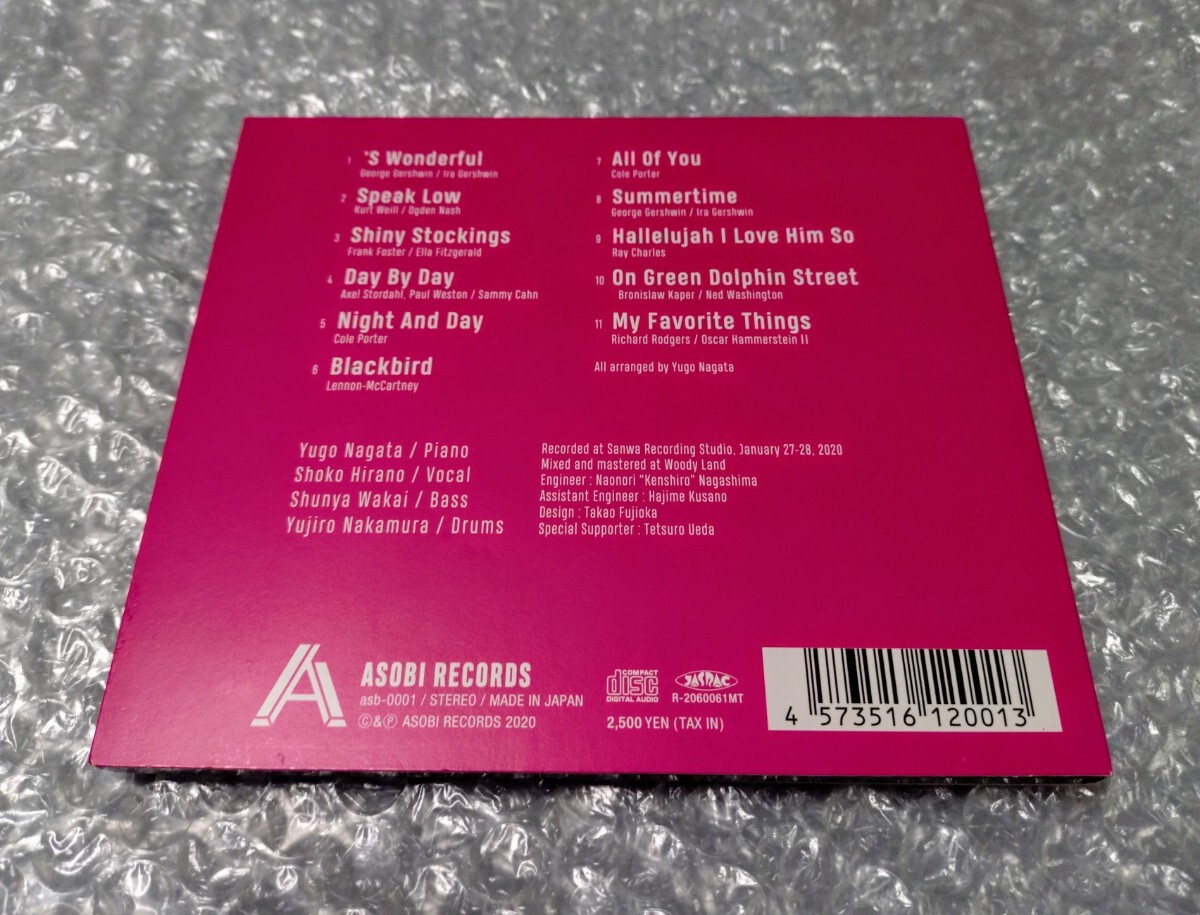 1 'S Wonderful
George Gershwin / Ira Gershwin
2 Speak Low
Kurt Weill / Ogden Nash
3 Shiny Stockings
Frank Foster / Ella Fitzgerald
4 Day By Day
Axel Stordahl, Paul Weston / Sammy Cahn
5 Night And Day
Cole Porter
6 Blackbird
Lennon-McCartney
7 All Of You
Cole Porter
8 Summertime
George Gershwin / Ira Gershwin
9 Hallelujah I Love Him So
Ray Charles
10 On Green Dolphin Street
Bronislaw Kaper / Ned Washington
11 My Favorite Things
Richard Rodgers / Oscar Hammerstein II
All arranged by Yugo Nagata
Yugo Nagata / Piano
Shoko Hirano / Vocal
Shunya Wakai / Bass
Yujiro Nakamura / Drums
Recorded at Sanwa Recording Studio, January 27-28, 2020
Mixed and mastered at Woody Land
Engineer : Naonori "Kenshiro" Nagashima
Assistant Engineer : Hajime Kusano
Design : Takao Fujioka
Special Supporter : Tetsuro Ueda
ASOBI RECORDS
asb-0001 / STEREO / MADE IN JAPAN
©&℗ ASOBI RECORDS 2020
COMPACT
disc
DIGITAL AUDIO
JASRAC
R-2060061MT
2,500 YEN (TAX IN)
4 573516 120013